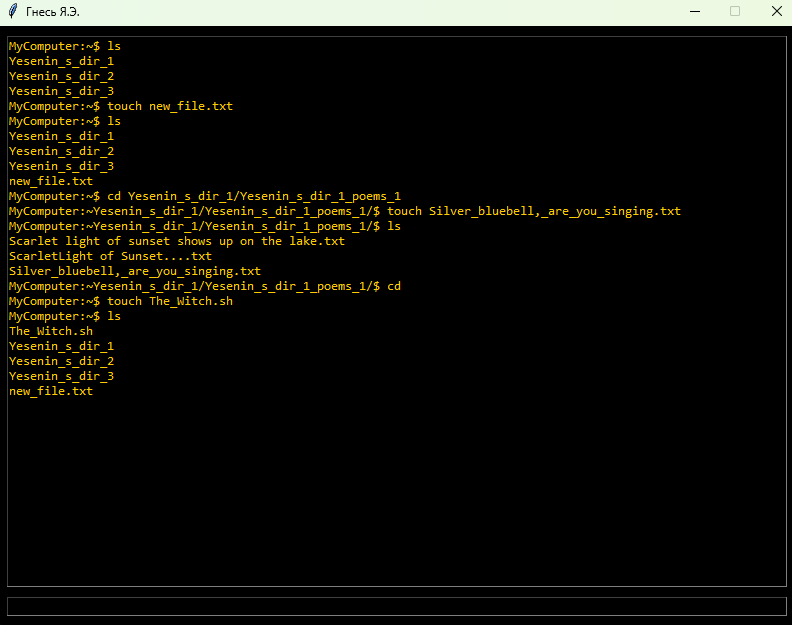 Гнесь Я.Э.
MyComputer:~$ ls
Yesenin_s_dir_1
Yesenin_s_dir_2
Yesenin_s_dir_3
MyComputer:~$ touch new_file.txt
MyComputer:~$ ls
Yesenin_s_dir_1
Yesenin_s_dir_2
Yesenin_s_dir_3
new_file.txt
MyComputer:~$ cd Yesenin_s_dir_1/Yesenin_s_dir_1_poems_1
MyComputer:~Yesenin_s_dir_1/Yesenin_s_dir_1_poems_1/$ touch Silver_bluebell,_are_you_singing.txt
MyComputer:~Yesenin_s_dir_1/Yesenin_s_dir_1_poems_1/$ ls
Scarlet light of sunset shows up on the lake.txt
ScarletLight of Sunset....txt
Silver_bluebell,_are_you_singing.txt
MyComputer:~Yesenin_s_dir_1/Yesenin_s_dir_1_poems_1/$ cd
MyComputer:~$ touch The_Witch.sh
MyComputer:~$ ls
The_Witch.sh
Yesenin_s_dir_1
Yesenin_s_dir_2
Yesenin_s_dir_3
new_file.txt